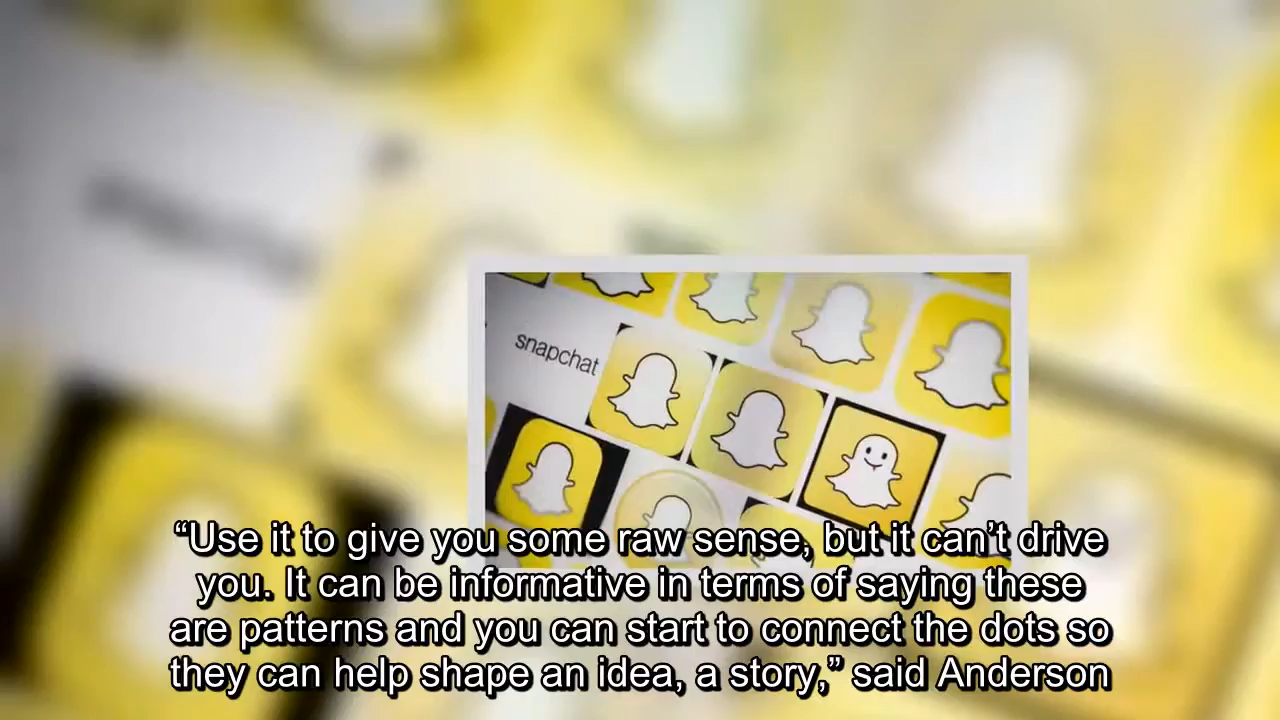 snapchat
“Use it to give you some raw sense, but it can’t drive
you. It can be informative in terms of saying these
are patterns and you can start to connect the dots so
they can help shape an idea, a story,” said Anderson